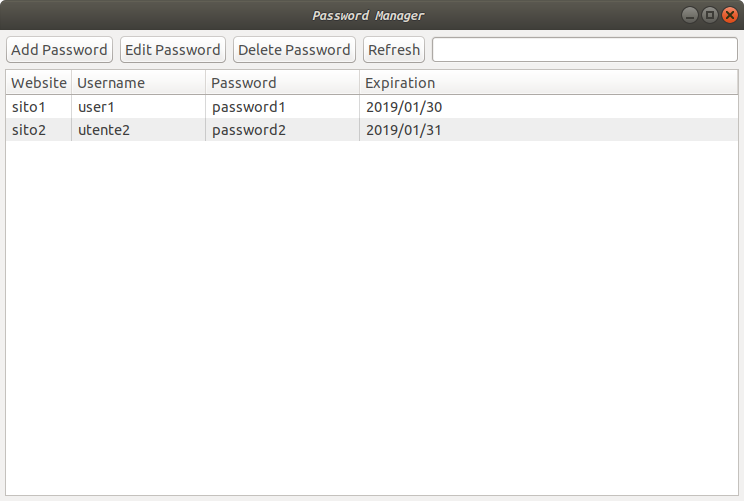 Password Manager
Add Password Edit Password Delete Password Refresh
Website Username Password Expiration
sito1 user1 password1 2019/01/30
sito2 utente2 password2 2019/01/31